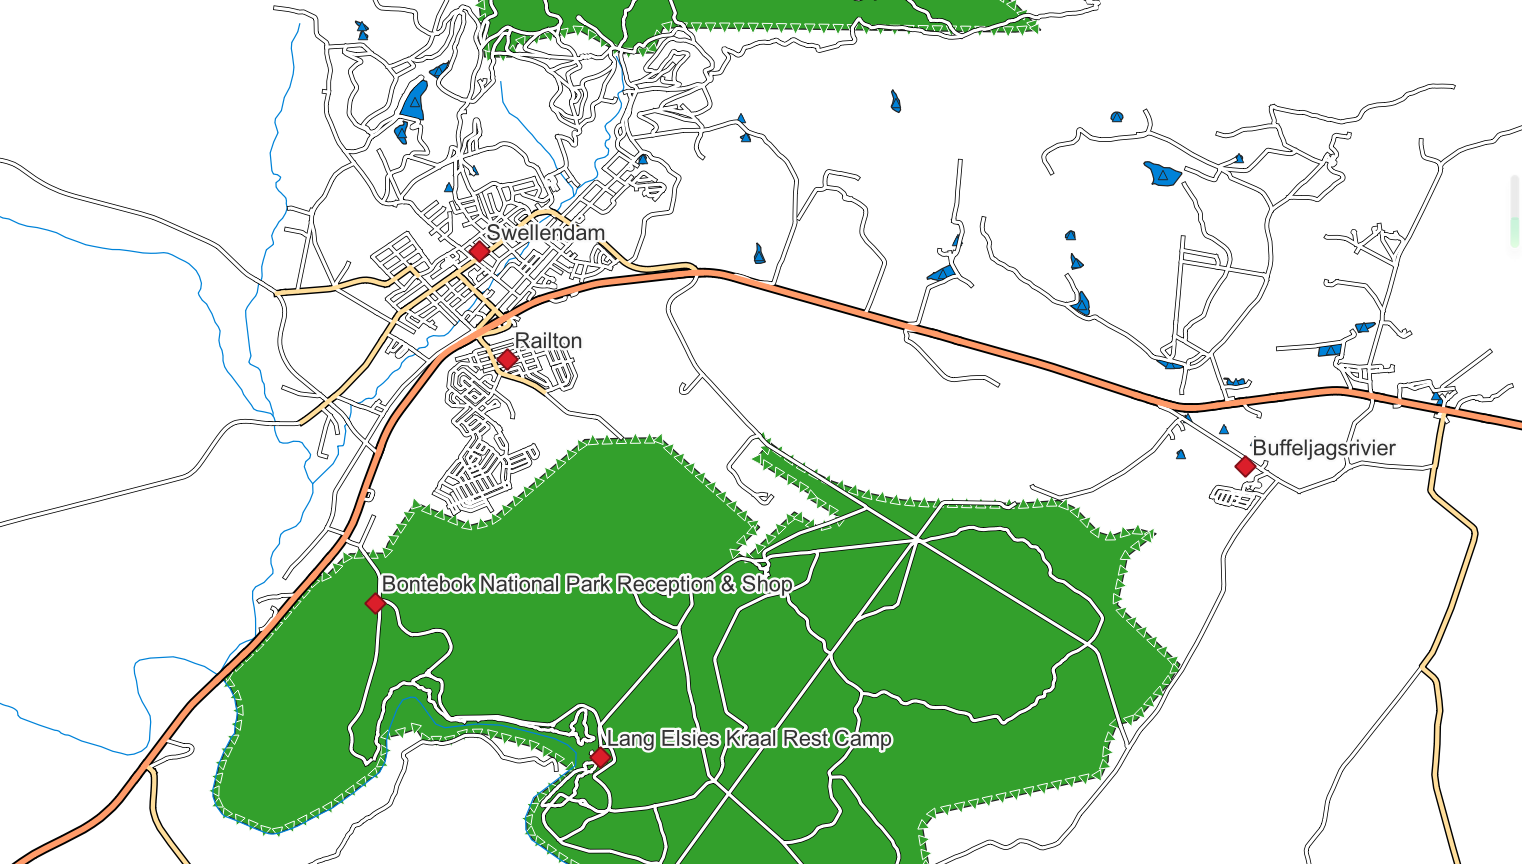 Swellendam
Railton
Buffeljagsrivier
Bontebok National Park Reception & Shop
Lang Elsies Kraal Rest Camp